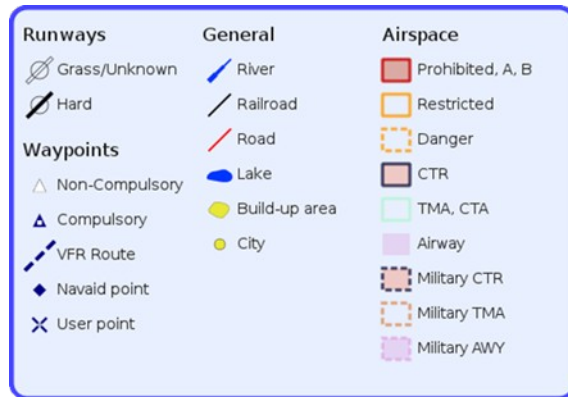 Runways
Grass/Unknown
Hard
Waypoints
Non-Compulsory
Compulsory
VFR Route
Navaid point
User point
General
River
Railroad
Road
Lake
Build-up area
City
Airspace
Prohibited, A, B
Restricted
Danger
CTR
TMA, CTA
Airway
Military CTR
Military TMA
Military AWY